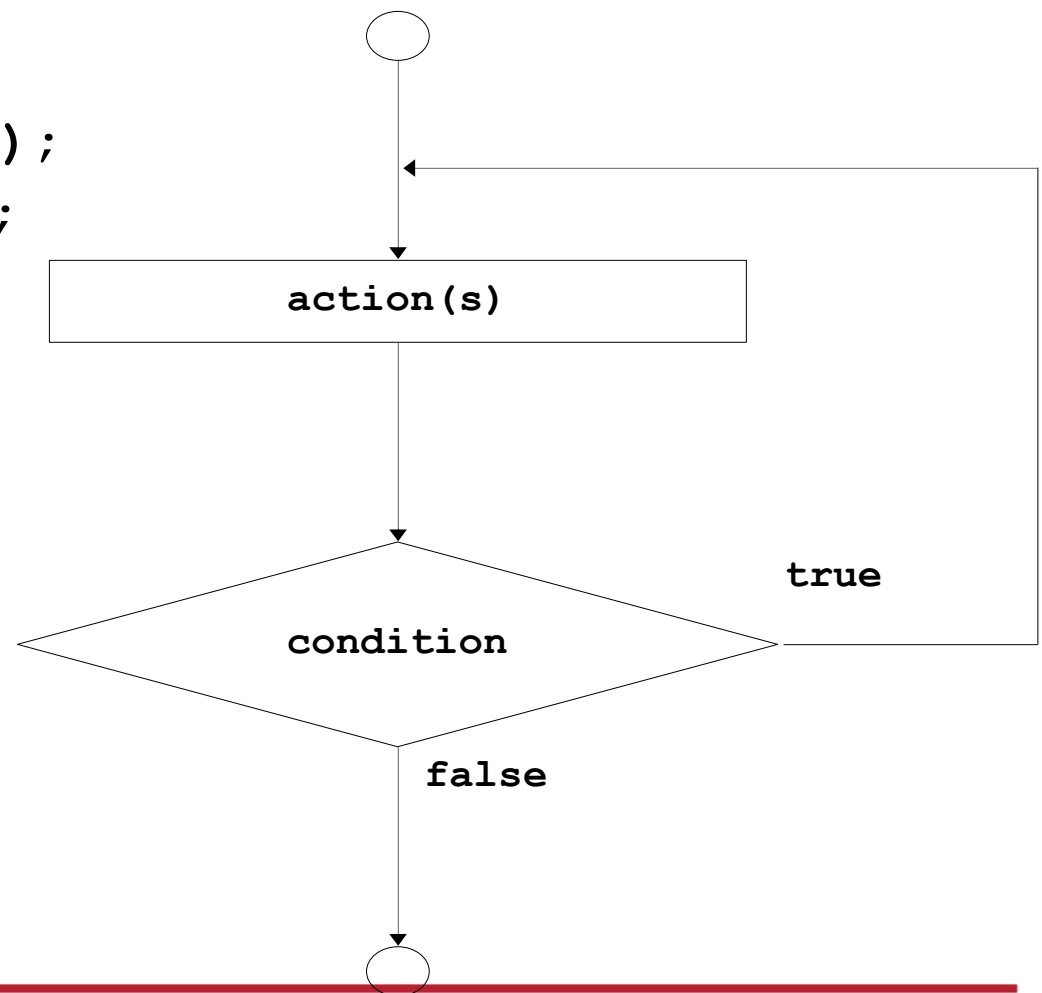 );
;
action(s)
true
condition
false